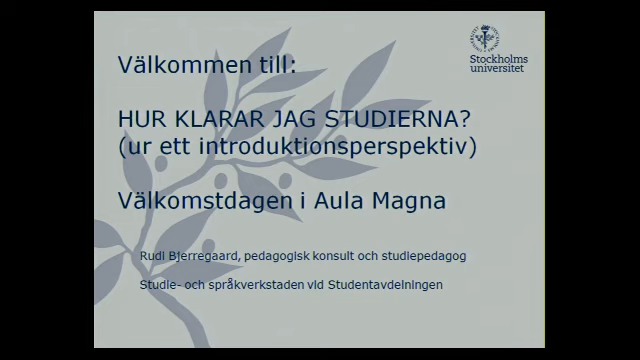 Stockholms
universitet
Välkommen till:
HUR KLARAR JAG STUDIERNA?
(ur ett introduktionsperspektiv)
Välkomstdagen i Aula Magna
Rudi Bjerregaard, pedagogisk konsult och studiepedagog
Studie- och språkverkstaden vid Studentavdelningen